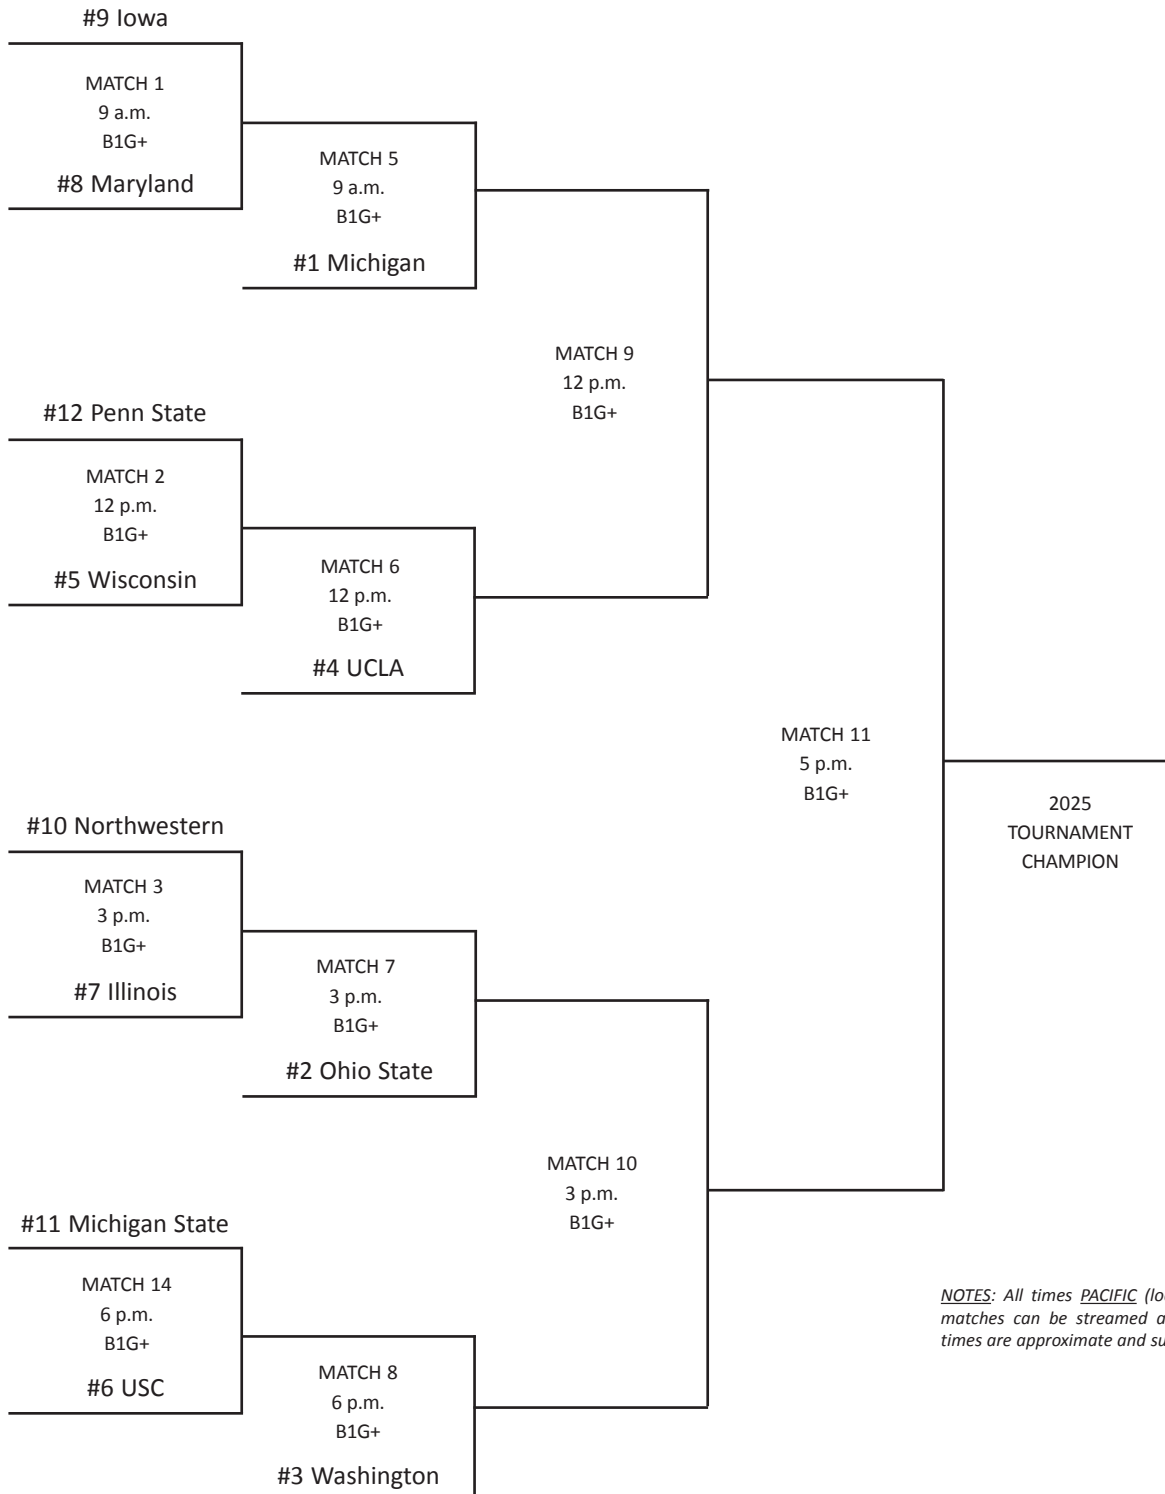 #9 Iowa
MATCH 1
9 a.m.
B1G+
#8 Maryland
MATCH 5
9 a.m.
B1G+
#1 Michigan
MATCH 9
12 p.m.
B1G+
#12 Penn State
MATCH 2
12 p.m.
B1G+
#5 Wisconsin
MATCH 6
12 p.m.
B1G+
#4 UCLA
MATCH 11
5 p.m.
B1G+
2025
TOURNAMENT
CHAMPION
#10 Northwestern
MATCH 3
3 p.m.
B1G+
#7 Illinois
MATCH 7
3 p.m.
B1G+
#2 Ohio State
MATCH 10
3 p.m.
B1G+
#11 Michigan State
MATCH 14
6 p.m.
B1G+
#6 USC
MATCH 8
6 p.m.
B1G+
#3 Washington
NOTES: All times PACIFIC
matches can be streamed
times are approximate and